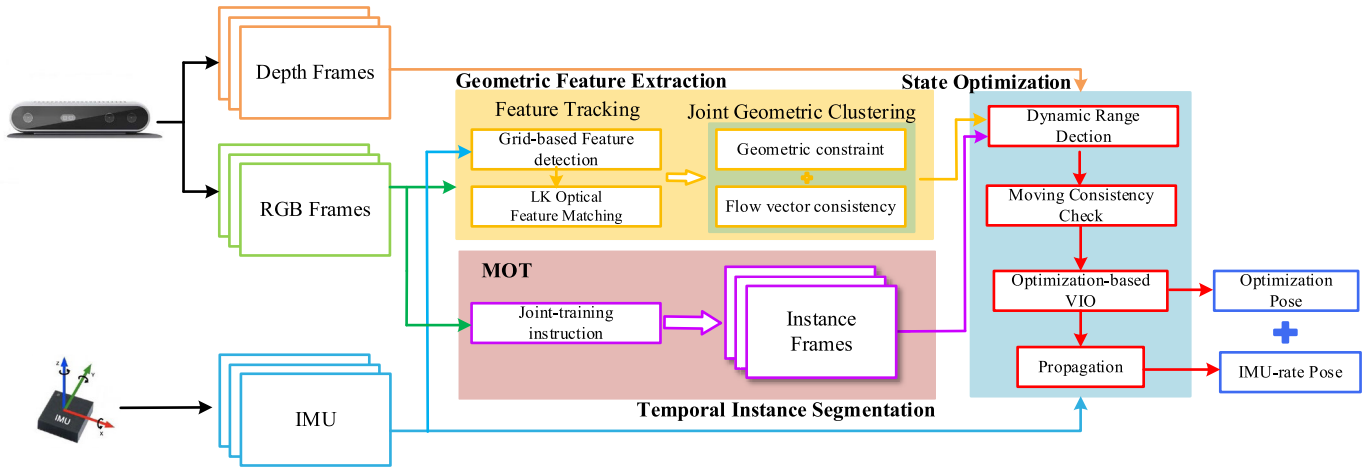 Depth Frames
RGB Frames
IMU
Z
Y
X
IMU
Geometric Feature Extraction
Feature Tracking
Grid-based Feature
detection
LK Optical
Feature Matching
Joint Geometric Clustering
Geometric constraint
Flow vector consistency
MOT
Joint-training
instruction
Instance
Frames
Temporal Instance Segmentation
State Optimization
Dynamic Range
Dection
Moving Consistency
Check
Optimization-based
VIO
Propagation
Optimization
Pose
IMU-rate Pose